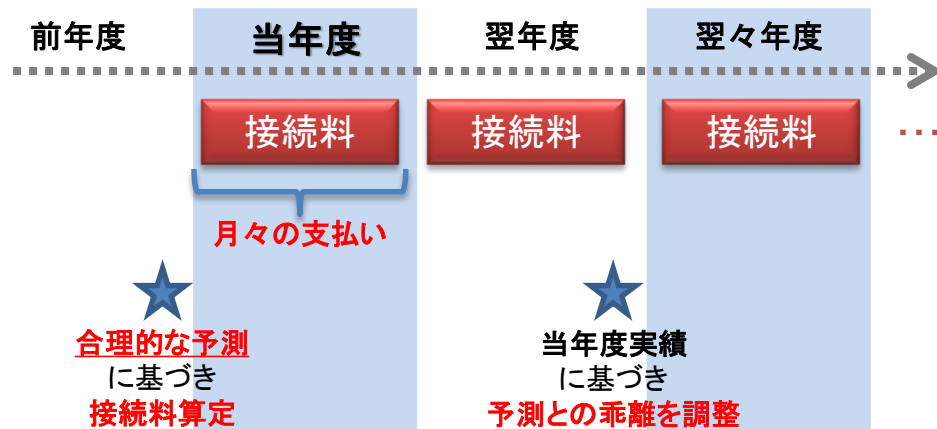 前年度
当年度
翌年度
翌々年度
接続料
接続料
接続料
…
月々の支払い
合理的な予測
に基づき
接続料算定
当年度実績
に基づき
予測との乖離を調整